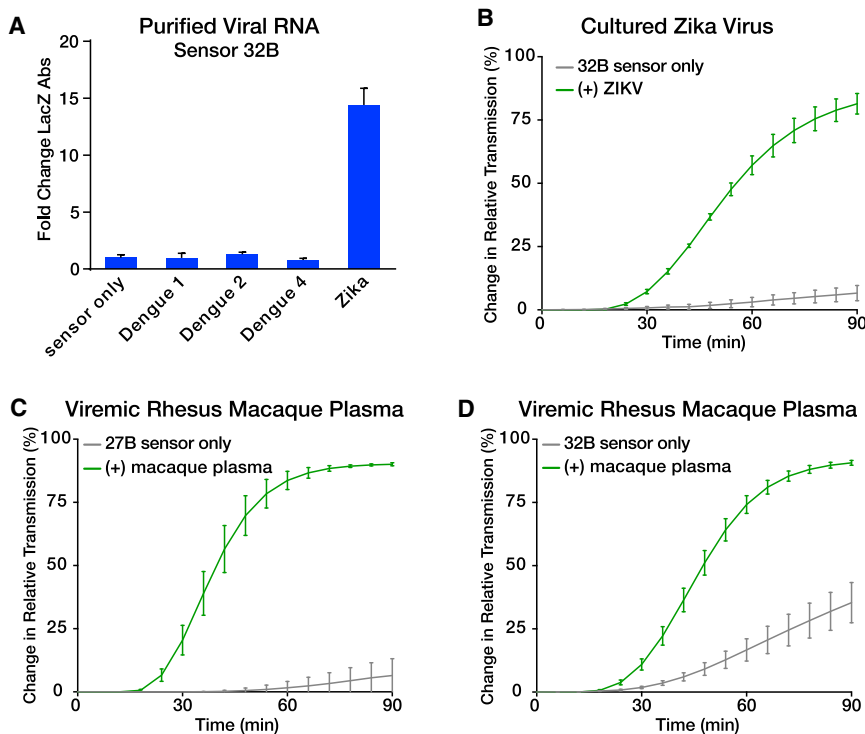 A
Purified Viral RNA
Sensor 32B
Fold Change LacZ Abs
20
15
10
5
0
sensor only
Dengue 1
Dengue 2
Dengue 4
Zika
B
Cultured Zika Virus
Change in Relative Transmission (%)
100
75
50
25
0
32B sensor only
(+) ZIKV
0 30 60 90
Time (min)
C
Viremic Rhesus Macaque Plasma
Change in Relative Transmission (%)
100
75
50
25
0
27B sensor only
(+) macaque plasma
0 30 60 90
Time (min)
D
Viremic Rhesus Macaque Plasma
Change in Relative Transmission (%)
100
75
50
25
0
32B sensor only
(+) macaque plasma
0 30 60 90
Time (min)